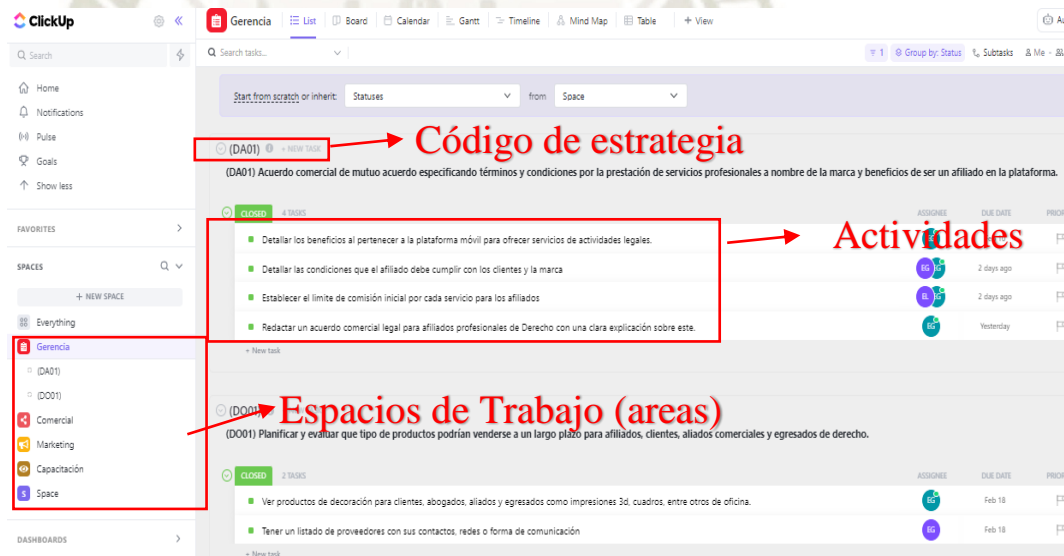 ClickUp
Search
Home
Notifications
Pulse
Goals
Show less
FAVORITES
SPACES
+ NEW SPACE
Everything
Gerencia
(DA01)
(DO01)
Comercial
Marketing
Capacitación
S Space
DASHBOARDS
Gerencia List Board Calendar Gantt Timeline Mind Map Table + View
Search tasks... 1 Group by: Status Subtasks Me
Start from scratch or inherit: Statuses from Space
(DA01) + NEW TASK
Código de estrategia
(DA01) Acuerdo comercial de mutuo acuerdo especificando términos y condiciones por la prestación de servicios profesionales a nombre de la marca y beneficios de ser un afiliado en la plataforma.
CLOSED 4 TASKS ASSIGNEE DUE DATE
Actividades
Detallar los beneficios al pertenecer a la plataforma móvil para ofrecer servicios de actividades legales.
Detallar las condiciones que el afiliado debe cumplir con los clientes y la marca EG 2 days ago
Establecer el limite de comisión inicial por cada servicio para los afiliados EL 2 days ago
Redactar un acuerdo comercial legal para afiliados profesionales de Derecho con una clara explicación sobre este. EG Yesterday
+ New task
(DO01)
Espacios de Trabajo (areas)
(DO01) Planificar y evaluar que tipo de productos podrían venderse a un largo plazo para afiliados, clientes, aliados comerciales y egresados de derecho.
CLOSED 2 TASKS ASSIGNEE DUE DATE
Ver productos de decoración para clientes, abogados, aliados y egresados como impresiones 3d, cuadros, entre otros de oficina. EG Feb 18
Tener un listado de proveedores con sus contactos, redes o forma de comunicación EG Feb 18
+ New task